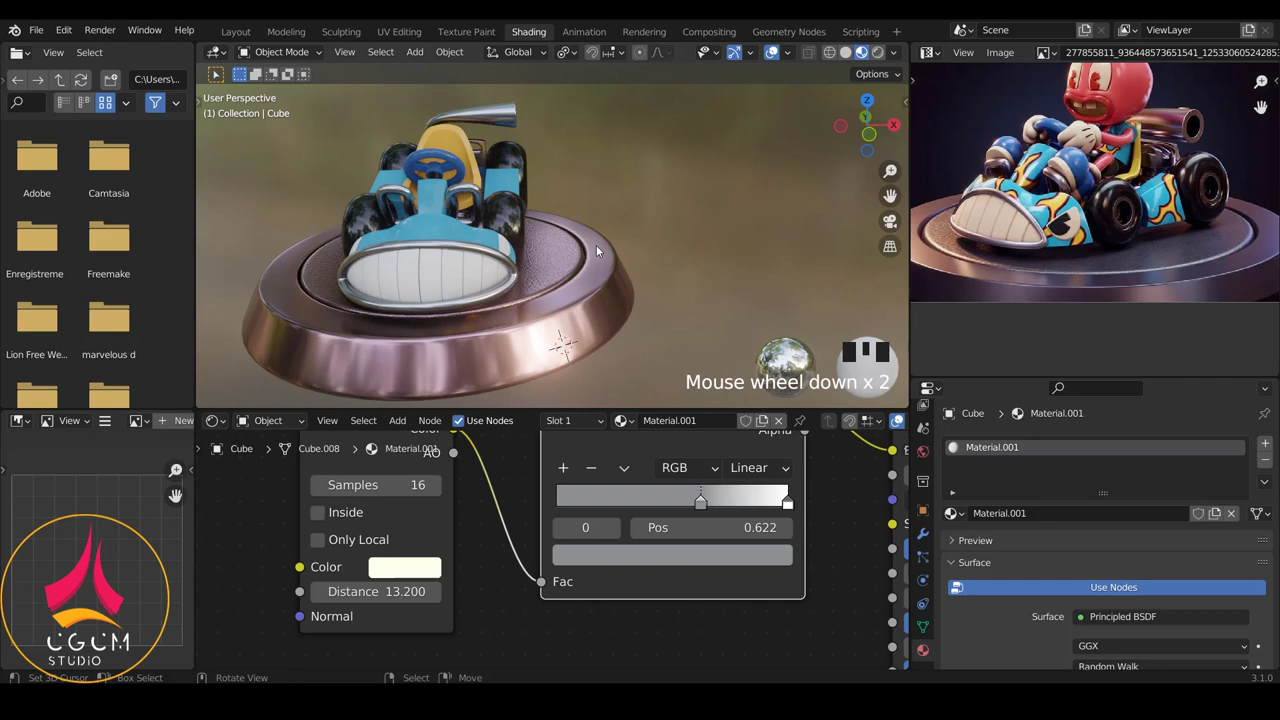 File Edit Render Window Help
Layout Modeling Sculpting UV Editing Texture Paint Shading Animation Rendering Compositing Geometry Nodes Scripting
Scene
ViewLayer
View Select
Object Mode View Select Add Object
Global
View Image
277855811_936448573651541_125330605242285
C:\Users\...
Options
User Perspective
(1) Collection | Cube
Z
Y
X
Adobe
Camtasia
Enregistreme
Freemake
Lion Free We...
marvelous d
Mouse wheel down x 2
View
New
Object View Select Add Node Use Nodes
Slot 1
Material.001
Cube
Cube.008
Material.001
Color
AO
Samples 16
Inside
Only Local
Color
Distance 13.200
Normal
Alpha
RGB
Linear
0
Pos 0.622
Fac
Cube
Material.001
Material.001
Material.001
Preview
Surface
Use Nodes
Surface
Principled BSDF
GGX
Random Walk
CGCM
STUDIO
Set 3D Cursor
Box Select
Rotate View
Select
Move
3.1.0